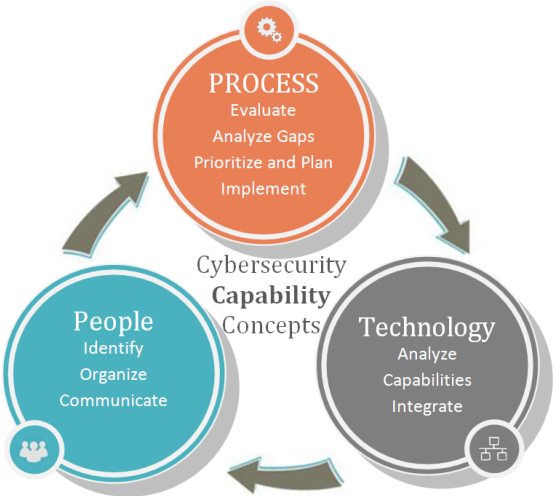 PROCESS
Evaluate
Analyze Gaps
Prioritize and Plan
Implement
Cybersecurity
Capability
Concepts
People
Identify
Organize
Communicate
Technology
Analyze
Capabilities
Integrate